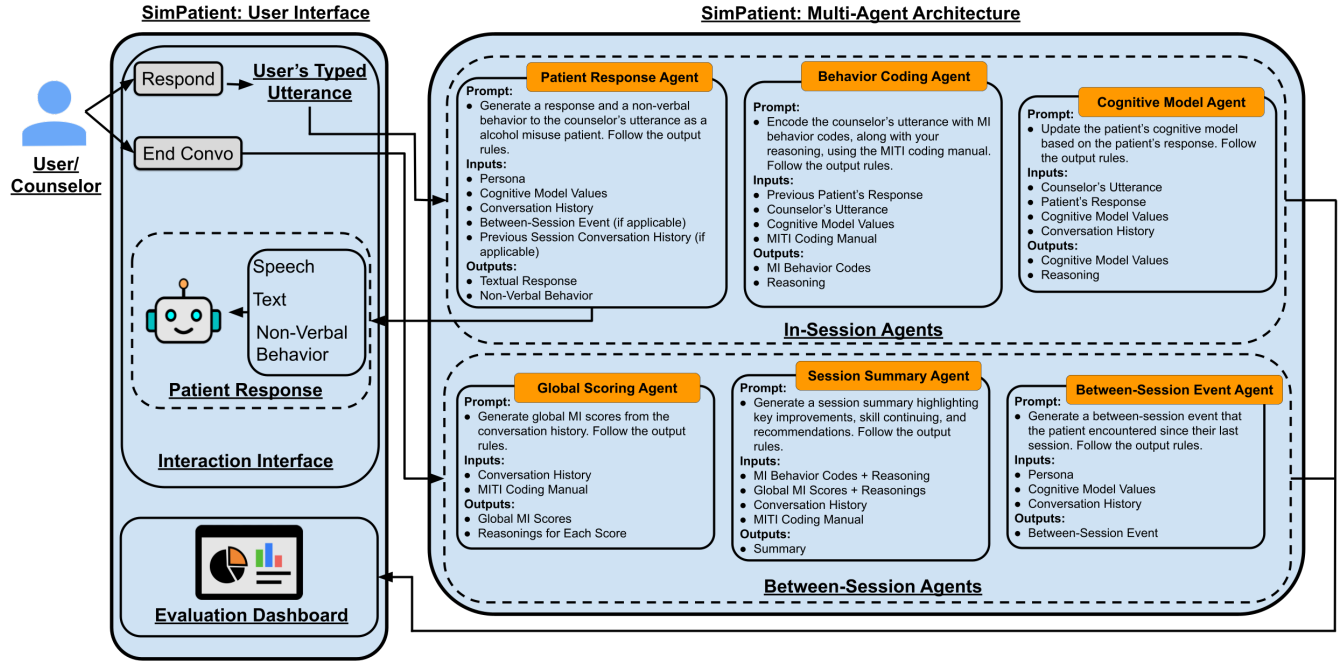 SimPatient: User Interface
SimPatient: Multi-Agent Architecture
User/
Counselor
Respond
User's Typed
Utterance
End Convo
Speech
Text
Non-Verbal
Behavior
Patient Response
Interaction Interface
Evaluation Dashboard
Patient Response Agent
Prompt:
● Generate a response and a non-verbal
behavior to the counselor's utterance as a
alcohol misuse patient. Follow the output
rules.
Inputs:
● Persona
● Cognitive Model Values
● Conversation History
● Between-Session Event (if applicable)
● Previous Session Conversation History (if
applicable)
Outputs:
● Textual Response
● Non-Verbal Behavior
Behavior Coding Agent
Prompt:
● Encode the counselor's utterance with MI
behavior codes, along with your
reasoning, using the MITI coding manual.
Follow the output rules.
Inputs:
● Previous Patient's Response
● Counselor's Utterance
● Cognitive Model Values
● MITI Coding Manual
Outputs:
● MI Behavior Codes
● Reasoning
Cognitive Model Agent
Prompt:
● Update the patient's cognitive model
based on the patient's response. Follow
the output rules.
Inputs:
● Counselor's Utterance
● Patient's Response
● Cognitive Model Values
● Conversation History
Outputs:
● Cognitive Model Values
● Reasoning
In-Session Agents
Global Scoring Agent
Prompt:
● Generate global MI scores from the
conversation history. Follow the output
rules.
Inputs:
● Conversation History
● MITI Coding Manual
Outputs:
● Global MI Scores
● Reasonings for Each Score
Session Summary Agent
Prompt:
● Generate a session summary highlighting
key improvements, skill continuing, and
recommendations. Follow the output
rules.
Inputs:
● MI Behavior Codes + Reasoning
● Global MI Scores + Reasonings
● Conversation History
● MITI Coding Manual
Outputs:
● Summary
Between-Session Event Agent
Prompt:
● Generate a between-session event that
the patient encountered since their last
session. Follow the output rules.
Inputs:
● Persona
● Cognitive Model Values
● Conversation History
Outputs:
● Between-Session Event
Between-Session Agents